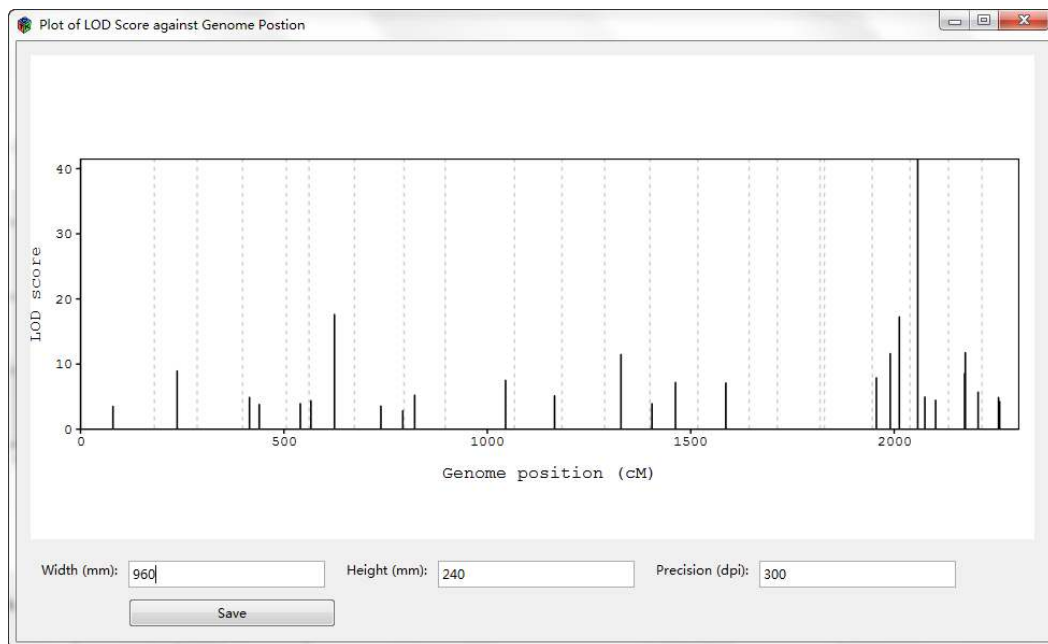 Plot of LOD Score against Genome Postion
40
30
20
10
0
LOD score
0 500 1000 1500 2000
Genome position (cM)
Width (mm): 960 Height (mm): 240 Precision (dpi): 300
Save